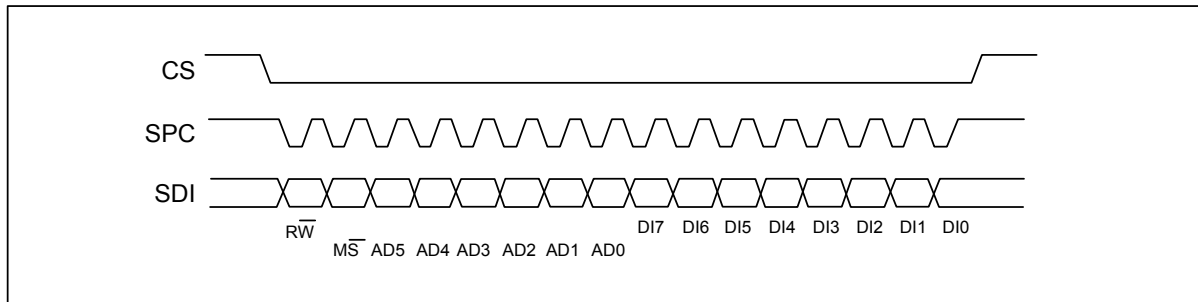 CS
SPC
SDI
RW̅ DI7 DI6 DI5 DI4 DI3 DI2 DI1 DI0
MS̅ AD5 AD4 AD3 AD2 AD1 AD0